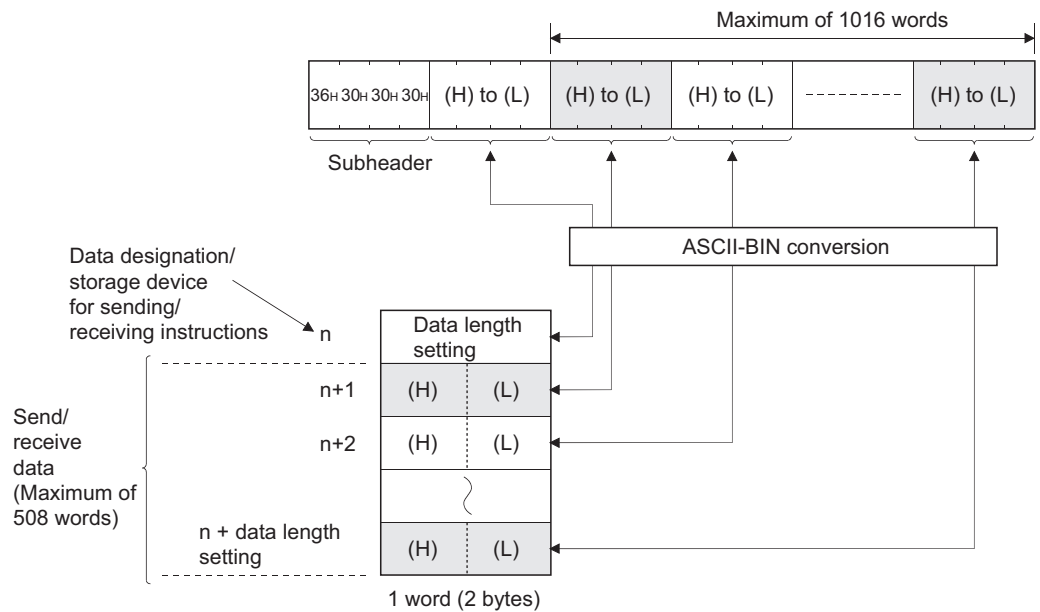 Maximum of 1016 words
36H 30H 30H 30H (H) to (L) (H) to (L) (H) to (L) (H) to (L)
Subheader
ASCII-BIN conversion
Data designation/
storage device
for sending/
receiving instructions
n
Data length
setting
n+1 (H) (L)
Send/
receive
data
(Maximum of
508 words)
n+2 (H) (L)
n + data length
setting
(H) (L)
1 word (2 bytes)